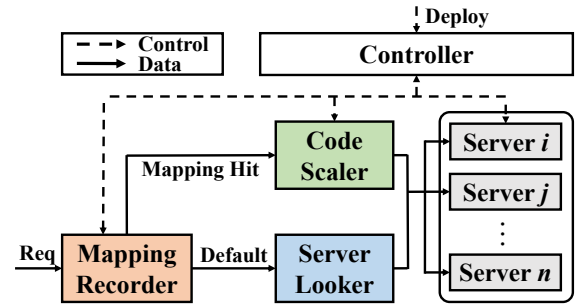 Deploy
Control
Data
Controller
Code
Scaler
Server i
Mapping Hit
Server j
Req
Mapping
Recorder
Default
Server
Looker
⋮
Server n